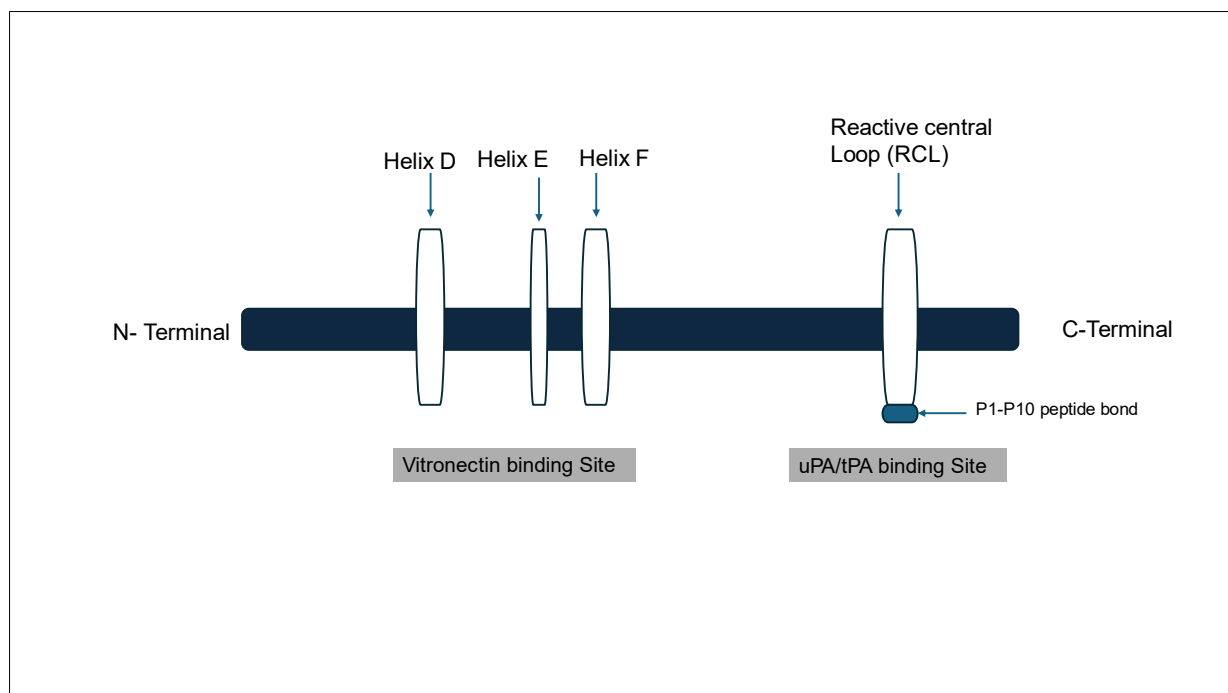 Reactive central
Loop (RCL)
Helix D
Helix E
Helix F
N- Terminal
C-Terminal
P1-P10 peptide bond
Vitronectin binding Site
uPA/tPA binding Site